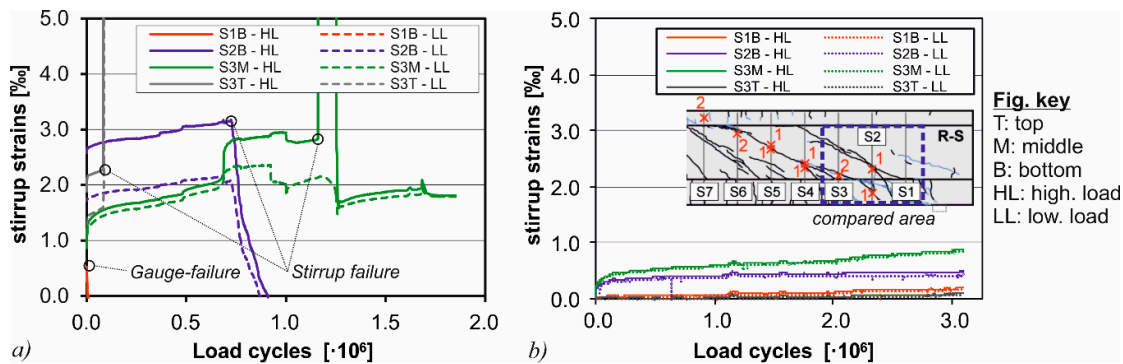 a)
stirrup strains [‰]
5.0
4.0
3.0
2.0
1.0
0.0
S1B - HL S1B - LL
S2B - HL S2B - LL
S3M - HL S3M - LL
S3T - HL S3T - LL
Gauge-failure
Stirrup failure
0.0 0.5 1.0 1.5 2.0
Load cycles [·10⁶]
b)
stirrup strains [‰]
5.0
4.0
3.0
2.0
1.0
0.0
S1B - HL S1B - LL
S2B - HL S2B - LL
S3M - HL S3M - LL
S3T - HL S3T - LL
2
2 1 S2 R-S
1 1 2 1
S7 S6 S5 S4 S3 1 S1
compared area
0.0 1.0 2.0 3.0
Load cycles [·10⁶]
Fig. key
T: top
M: middle
B: bottom
HL: high. load
LL: low. load